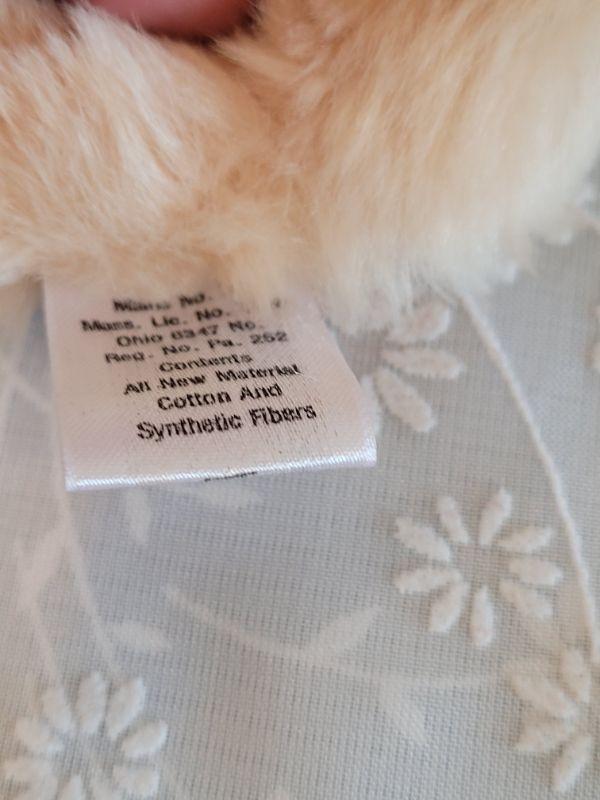 No.
Mass. Lic. No.
Ohio 6347 No.
Reg. No. Pa. 252
Contents
All New Material
Cotton And
Synthetic Fibers